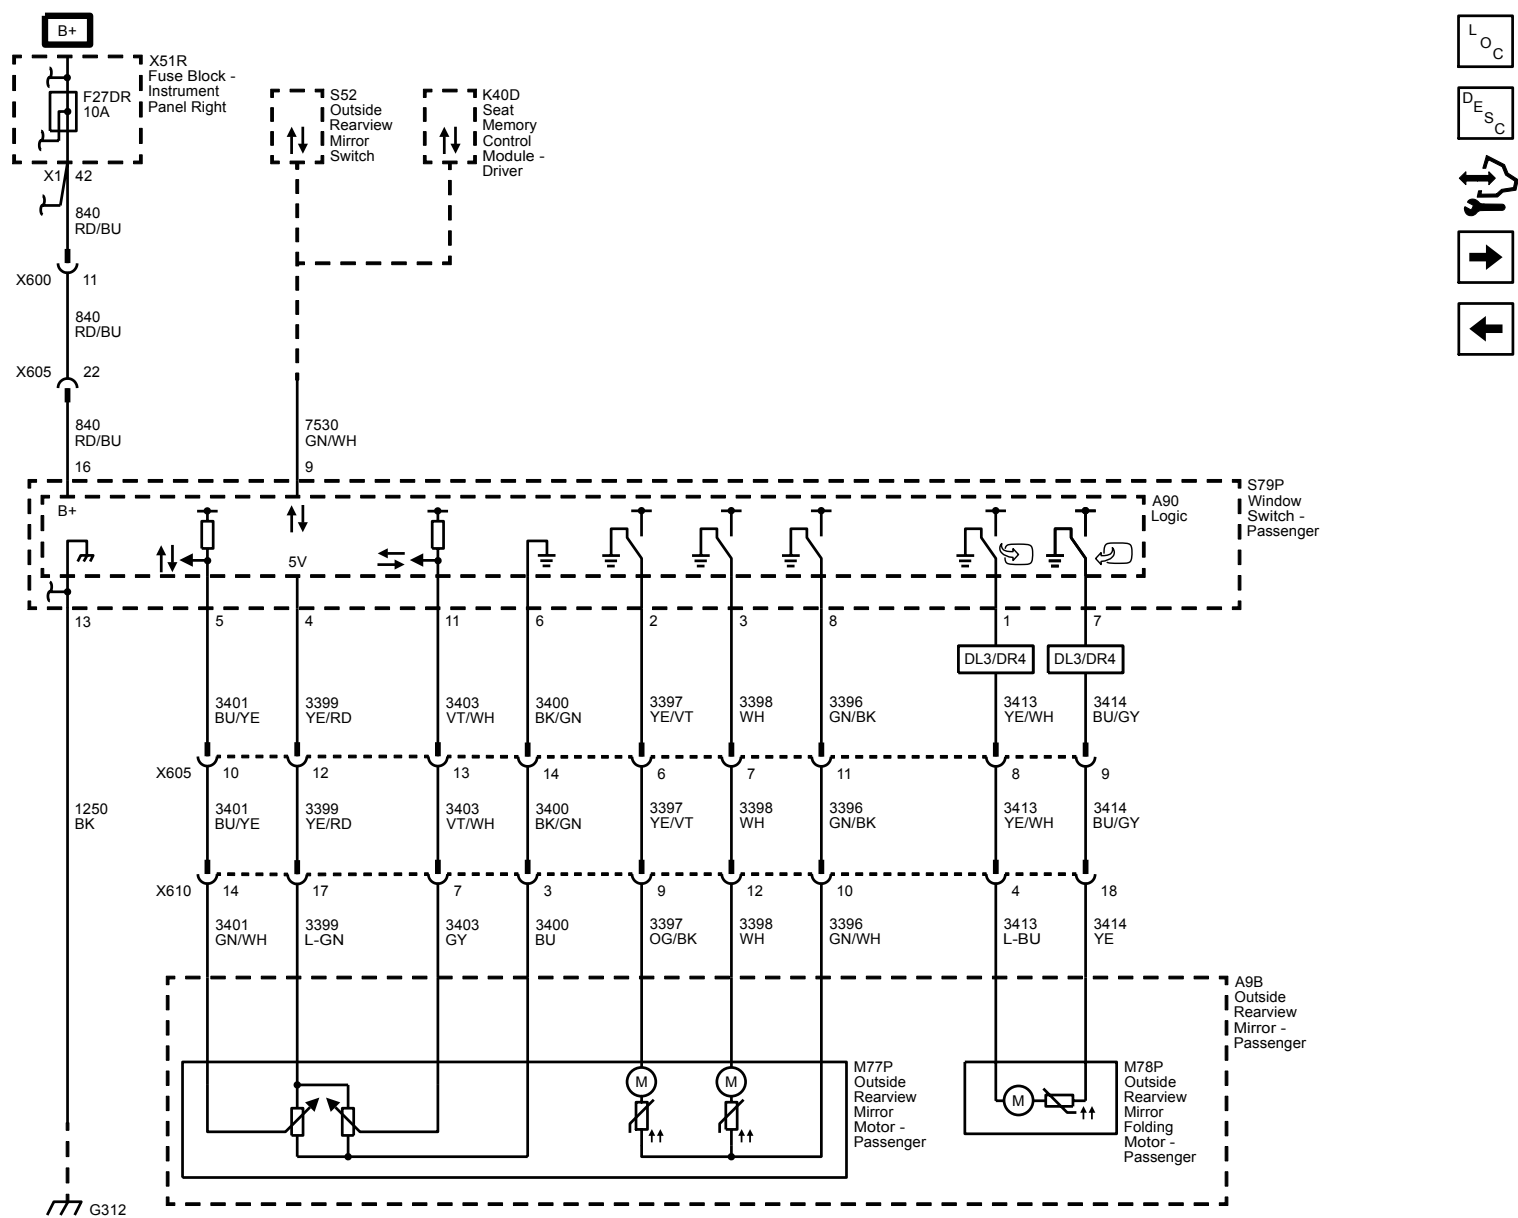 B+
X51R
Fuse Block -
Instrument
Panel Right
F27DR
10A
X1 42
840
RD/BU
X600 11
840
RD/BU
X605 22
840
RD/BU
16
S52
Outside
Rearview
Mirror
Switch
K40D
Seat
Memory
Control
Module -
Driver
7530
GN/WH
9
L O C
D E S C
S79P
Window
Switch -
Passenger
A90
Logic
B+
5V
13 5 4 11 6 2 3 8 1 7
DL3/DR4 DL3/DR4
3401 3399 3403 3400 3397 3398 3396 3413 3414
BU/YE YE/RD VT/WH BK/GN YE/VT WH GN/BK YE/WH BU/GY
X605 10 12 13 14 6 7 11 8 9
1250 3401 3399 3403 3400 3397 3398 3396 3413 3414
BK BU/YE YE/RD VT/WH BK/GN YE/VT WH GN/BK YE/WH BU/GY
X610 14 17 7 3 9 12 10 4 18
3401 3399 3403 3400 3397 3398 3396 3413 3414
GN/WH L-GN GY BU OG/BK WH GN/WH L-BU YE
A9B
Outside
Rearview
Mirror -
Passenger
M M
M77P
Outside
Rearview
Mirror
Motor -
Passenger
M
M78P
Outside
Rearview
Mirror
Folding
Motor -
Passenger
G312